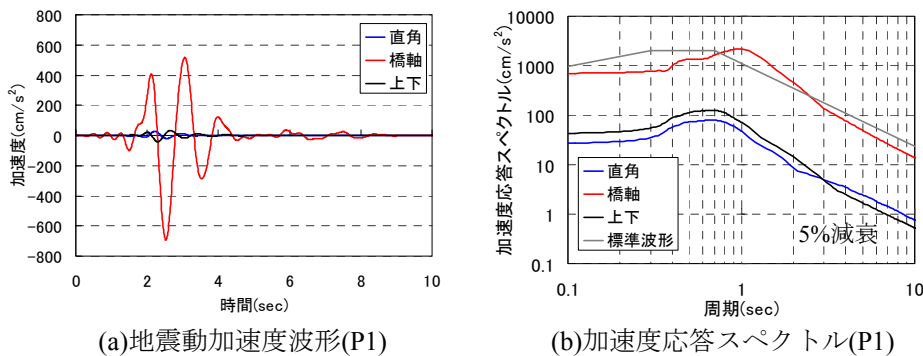 800
600
400
200
0
-200
-400
-600
-800
加速度(cm/s²)
直角
橋軸
上下
0 2 4 6 8 10
時間(sec)
(a)地震動加速度波形(P1)
10000
1000
100
10
1
0.1
加速度応答スペクトル(cm/s²)
直角
橋軸
上下
標準波形
5%減衰
0.1 1 10
周期(sec)
(b)加速度応答スペクトル(P1)